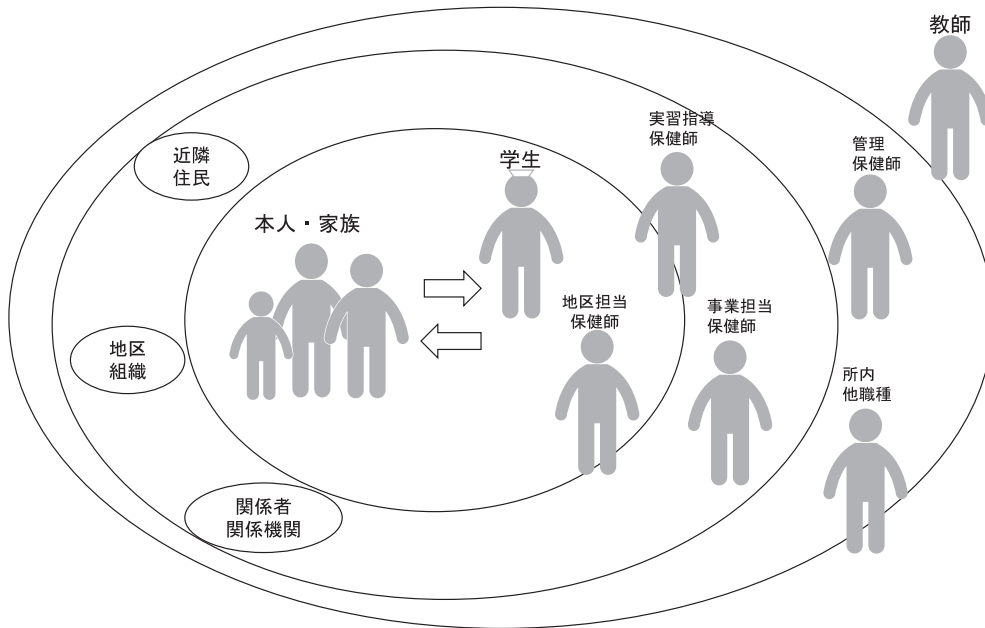 教師
実習指導
保健師
管理
保健師
近隣
住民
学生
本人・家族
地区担当
保健師
事業担当
保健師
地区
組織
所内
他職種
関係者
関係機関